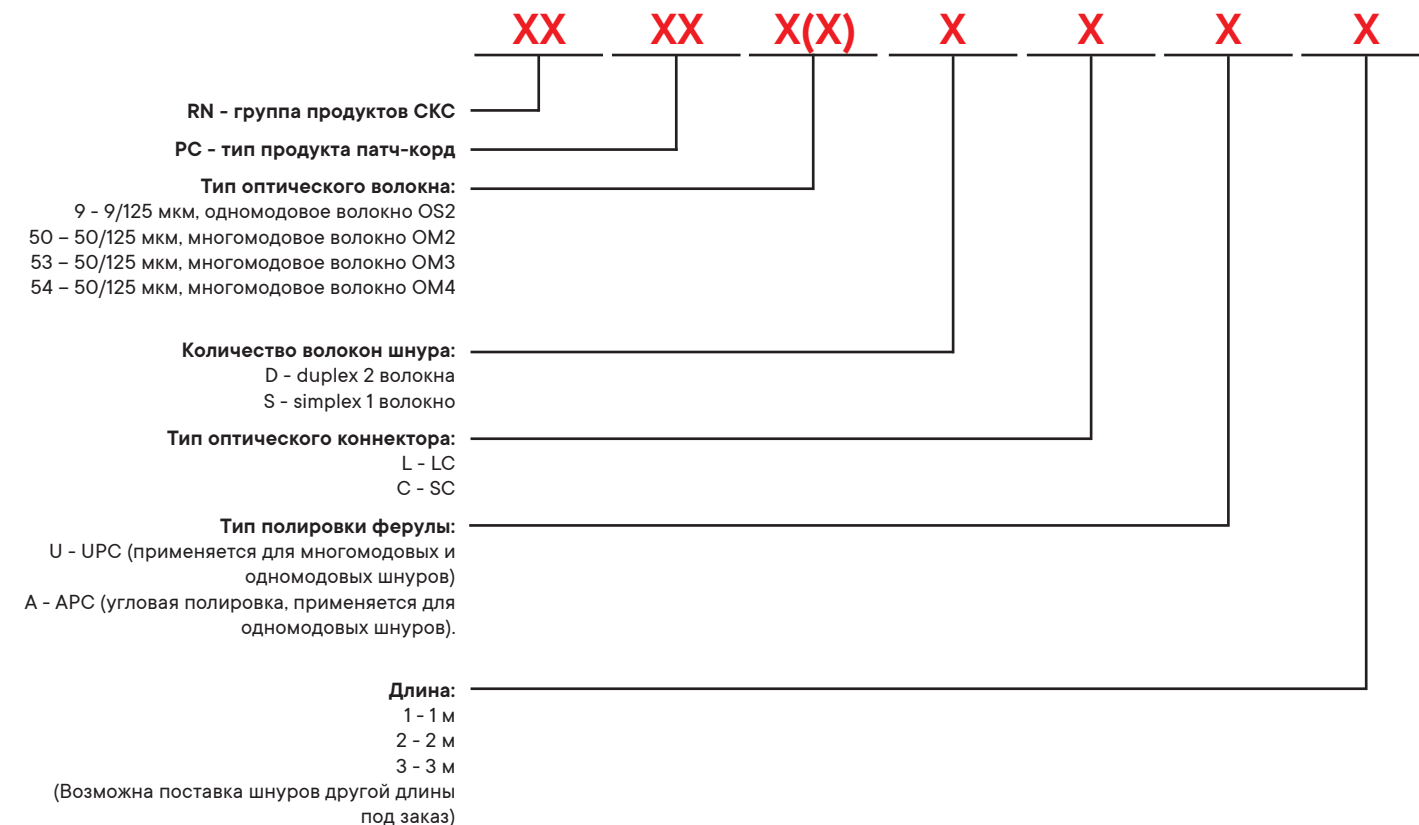 XX XX X(X) X X X X
RN - группа продуктов СКС
PC - тип продукта патч-корд
Тип оптического волокна:
9 - 9/125 мкм, одномодовое волокно OS2
50 – 50/125 мкм, многомодовое волокно OM2
53 – 50/125 мкм, многомодовое волокно OM3
54 – 50/125 мкм, многомодовое волокно OM4
Количество волокон шнура:
D - duplex 2 волокна
S - simplex 1 волокно
Тип оптического коннектора:
L - LC
C - SC
Тип полировки ферулы:
U - UPC (применяется для многомодовых и
одномодовых шнуров)
A - APC (угловая полировка, применяется для
одномодовых шнуров).
Длина:
1 - 1 м
2 - 2 м
3 - 3 м
(Возможна поставка шнуров другой длины
под заказ)